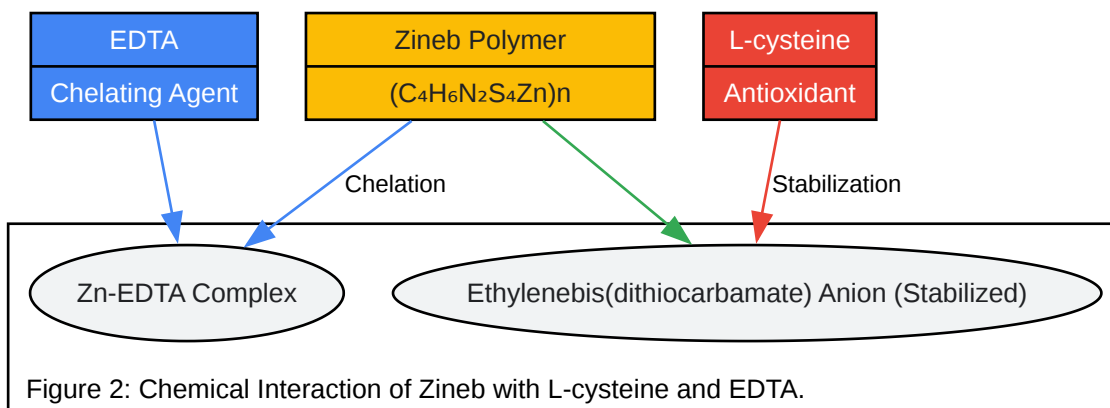 EDTA
Chelating Agent
Zineb Polymer
(C₄H₆N₂S₄Zn)n
L-cysteine
Antioxidant
Chelation
Stabilization
Zn-EDTA Complex
Ethylenebis(dithiocarbamate) Anion (Stabilized)
Figure 2: Chemical Interaction of Zineb with L-cysteine and EDTA.